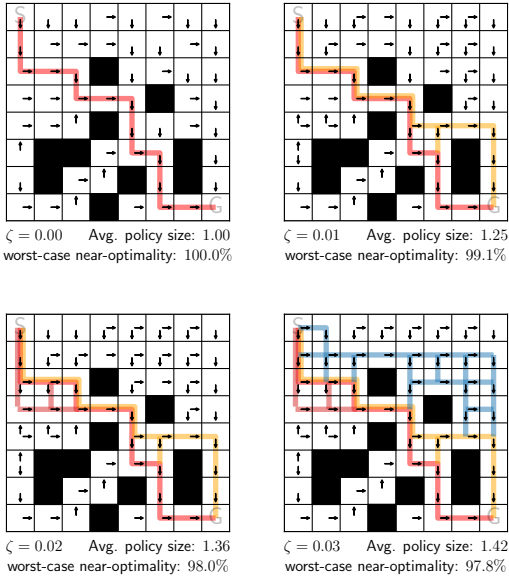 S
G
ζ = 0.00 Avg. policy size: 1.00
worst-case near-optimality: 100.0%
S
G
ζ = 0.01 Avg. policy size: 1.25
worst-case near-optimality: 99.1%
S
G
ζ = 0.02 Avg. policy size: 1.36
worst-case near-optimality: 98.0%
S
G
ζ = 0.03 Avg. policy size: 1.42
worst-case near-optimality: 97.8%